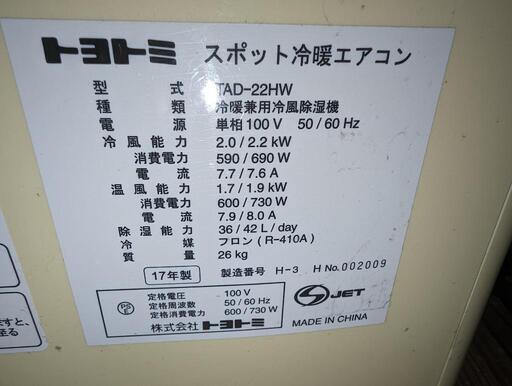 トヨトミ スポット冷暖エアコン
型式 TAD-22HW
種類 冷暖兼用冷風除湿機
電源 単相100V 50/60Hz
冷風能力 2.0/2.2kW
消費電力 590/690W
電流 7.7/7.6A
温風能力 1.7/1.9kW
消費電力 600/730W
電流 7.9/8.0A
除湿能力 36/42L/day
冷媒 フロン(R-410A)
質量 26kg
17年製 製造番号 H-3 H No.002009
PS E
定格電圧 100V
定格周波数 50/60Hz
定格消費電力 600/730W
株式会社 トヨトミ
S JET
MADE IN CHINA
ますと、
至る